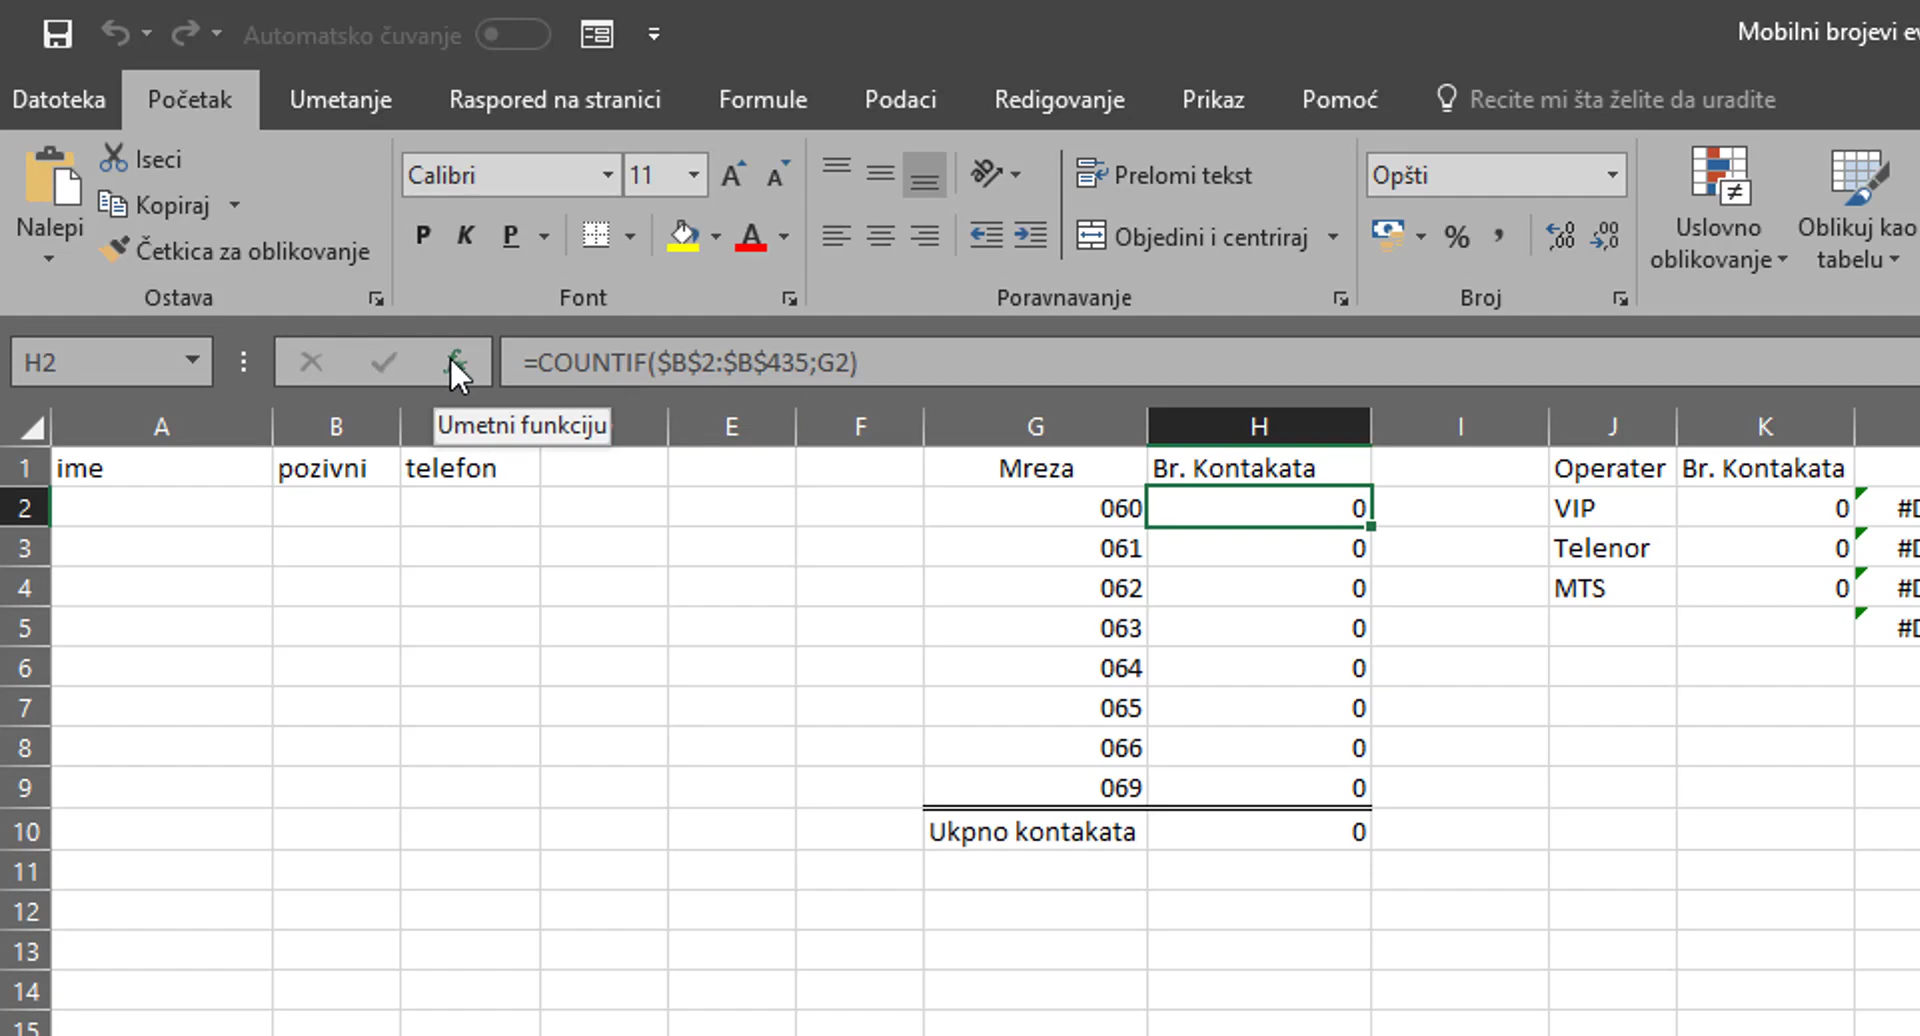 Automatsko čuvanje
Mobilni brojevi
Datoteka Početak Umetanje Raspored na stranici Formule Podaci Redigovanje Prikaz Pomoć Recite mi šta želite da uradite
Nalepi
Iseci
Kopiraj
Četkica za oblikovanje
Ostava
Calibri 11
P K P
Font
Prelomi tekst
Objedini i centriraj
Poravnavanje
Opšti
% ,
Broj
Uslovno
oblikovanje
Oblikuj kao
tabelu
H2 =COUNTIF($B$2:$B$435;G2)
Umetni funkciju
A B E F G H I J K
1 ime pozivni telefon Mreza Br. Kontakata Operater Br. Kontakata
2 060 0 VIP 0
3 061 0 Telenor 0
4 062 0 MTS 0
5 063 0
6 064 0
7 065 0
8 066 0
9 069 0
10 Ukpno kontakata 0
11
12
13
14
15